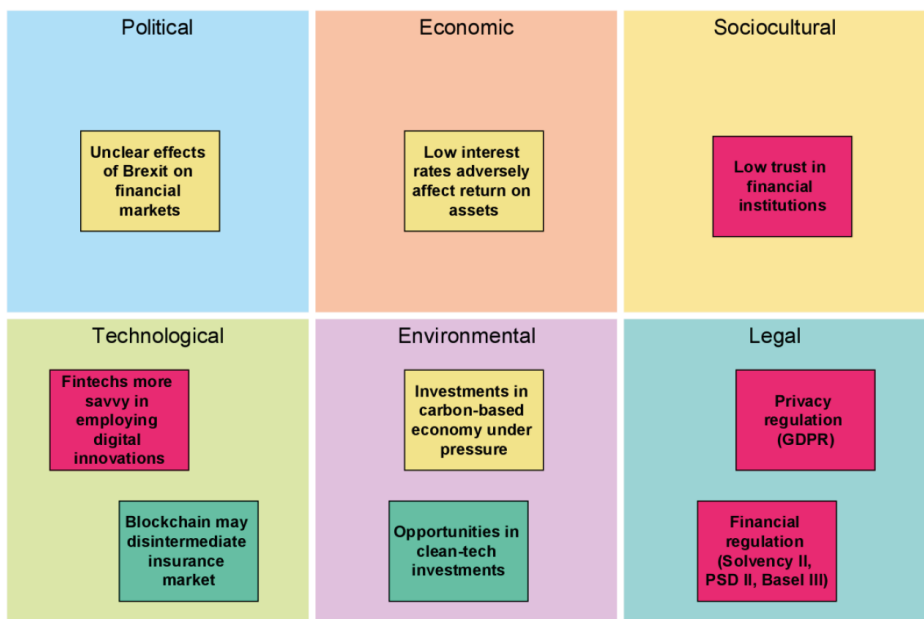 Political
Unclear effects
of Brexit on
financial
markets
Economic
Low interest
rates adversely
affect return on
assets
Sociocultural
Low trust in
financial
institutions
Technological
Fintechs more
savvy in
employing
digital
innovations
Blockchain may
disintermediate
insurance
market
Environmental
Investments in
carbon-based
economy under
pressure
Opportunities in
clean-tech
investments
Legal
Privacy
regulation
(GDPR)
Financial
regulation
(Solvency II,
PSD II, Basel III)